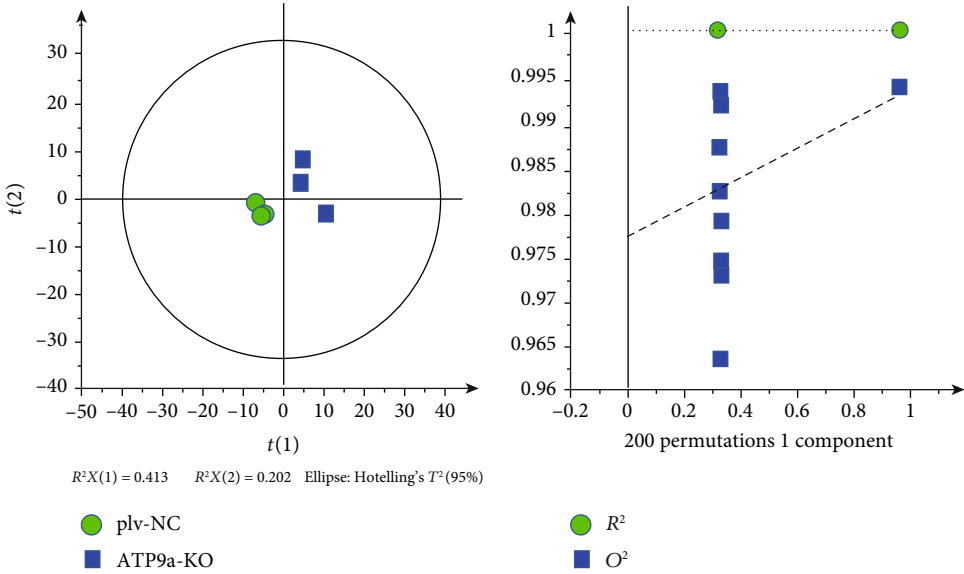 30
20
10
0
−10
−20
−30
−40
t(2)
−50 −40 −30 −20 −10 0 10 20 30 40
t(1)
R²X(1) = 0.413 R²X(2) = 0.202 Ellipse: Hotelling's T² (95%)
plv-NC
ATP9a-KO
1
0.995
0.99
0.985
0.98
0.975
0.97
0.965
0.96
−0.2 0 0.2 0.4 0.6 0.8 1
200 permutations 1 component
R²
O²